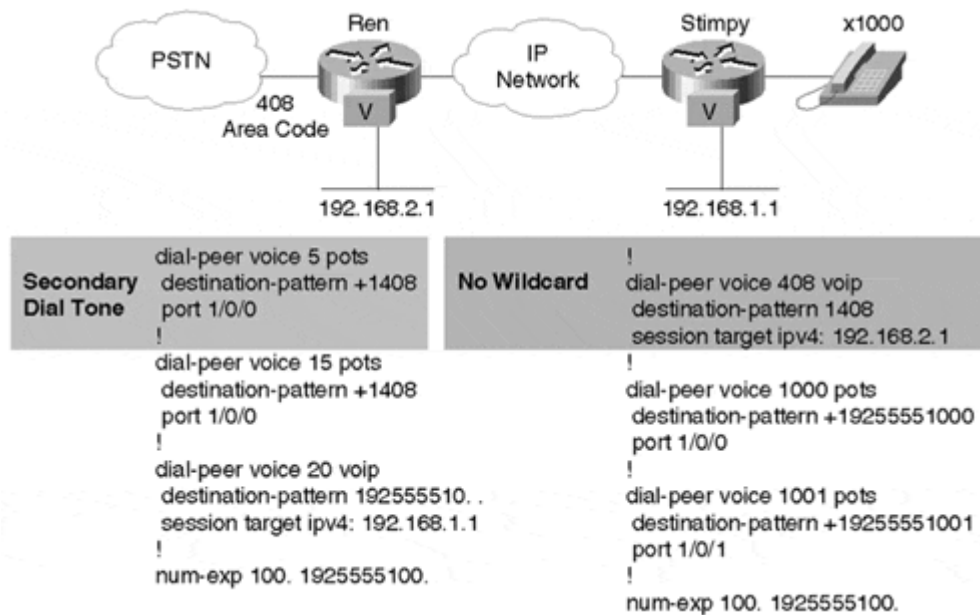 Ren
Stimpy
x1000
PSTN
IP
Network
408
Area Code
V
V
192.168.2.1
192.168.1.1
Secondary
Dial Tone
dial-peer voice 5 pots
destination-pattern +1408
port 1/0/0
!
dial-peer voice 15 pots
destination-pattern +1408
port 1/0/0
!
dial-peer voice 20 voip
destination-pattern 192555510. .
session target ipv4: 192.168.1.1
!
num-exp 100. 1925555100.
No Wildcard
!
dial-peer voice 408 voip
destination-pattern 1408
session target ipv4: 192.168.2.1
!
dial-peer voice 1000 pots
destination-pattern +19255551000
port 1/0/0
!
dial-peer voice 1001 pots
destination-pattern +19255551001
port 1/0/1
!
num-exp 100. 1925555100.